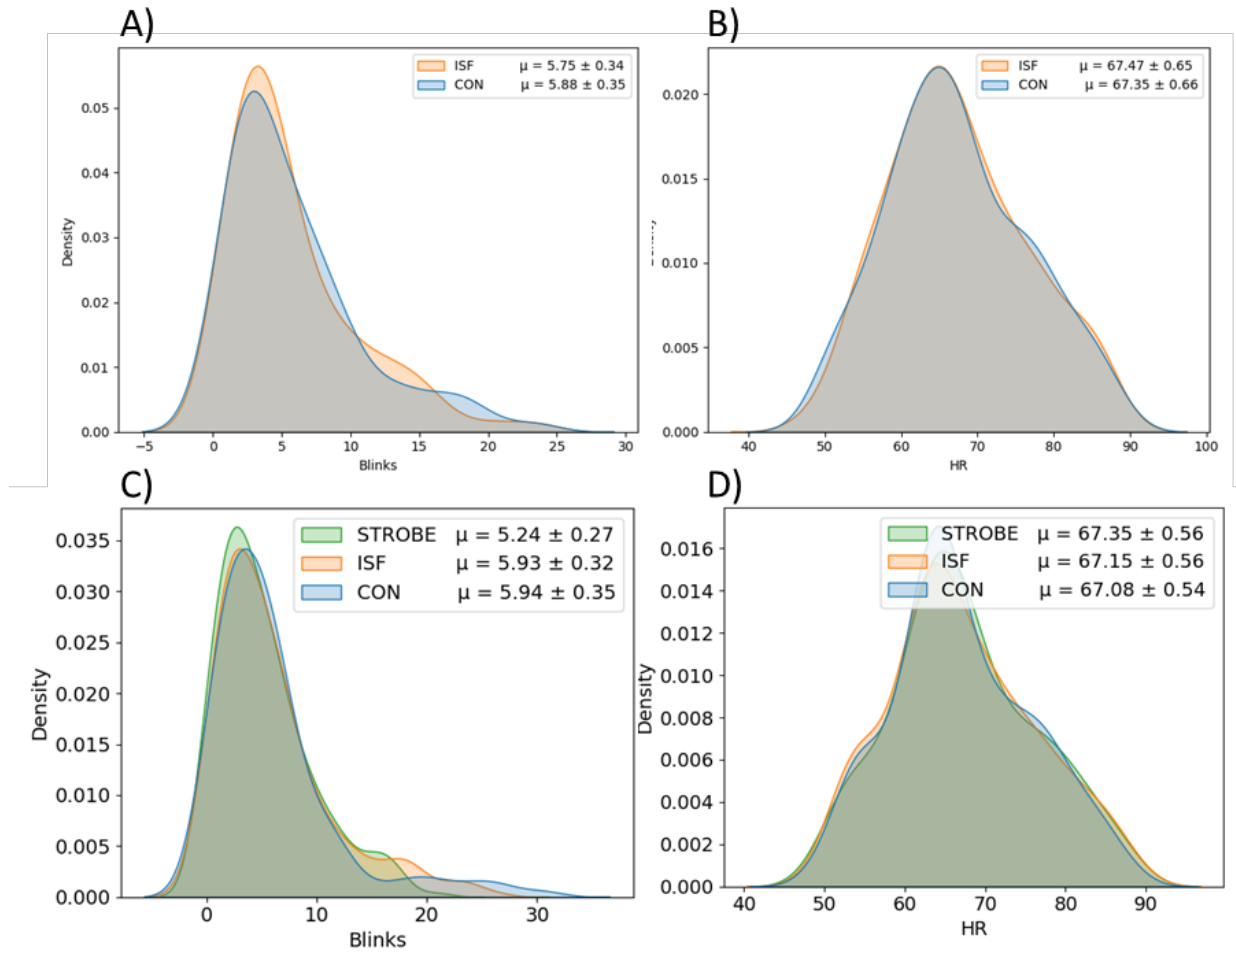 A)
ISF μ = 5.75 ± 0.34
CON μ = 5.88 ± 0.35
0.05
0.04
0.03
0.02
0.01
0.00
Density
−5 0 5 10 15 20 25 30
Blinks
B)
ISF μ = 67.47 ± 0.65
CON μ = 67.35 ± 0.66
0.020
0.015
0.010
0.005
0.000
40 50 60 70 80 90 100
HR
C)
STROBE μ = 5.24 ± 0.27
ISF μ = 5.93 ± 0.32
CON μ = 5.94 ± 0.35
0.035
0.030
0.025
0.020
0.015
0.010
0.005
0.000
Density
0 10 20 30
Blinks
D)
STROBE μ = 67.35 ± 0.56
ISF μ = 67.15 ± 0.56
CON μ = 67.08 ± 0.54
0.016
0.014
0.012
0.010
0.008
0.006
0.004
0.002
0.000
Density
40 50 60 70 80 90
HR